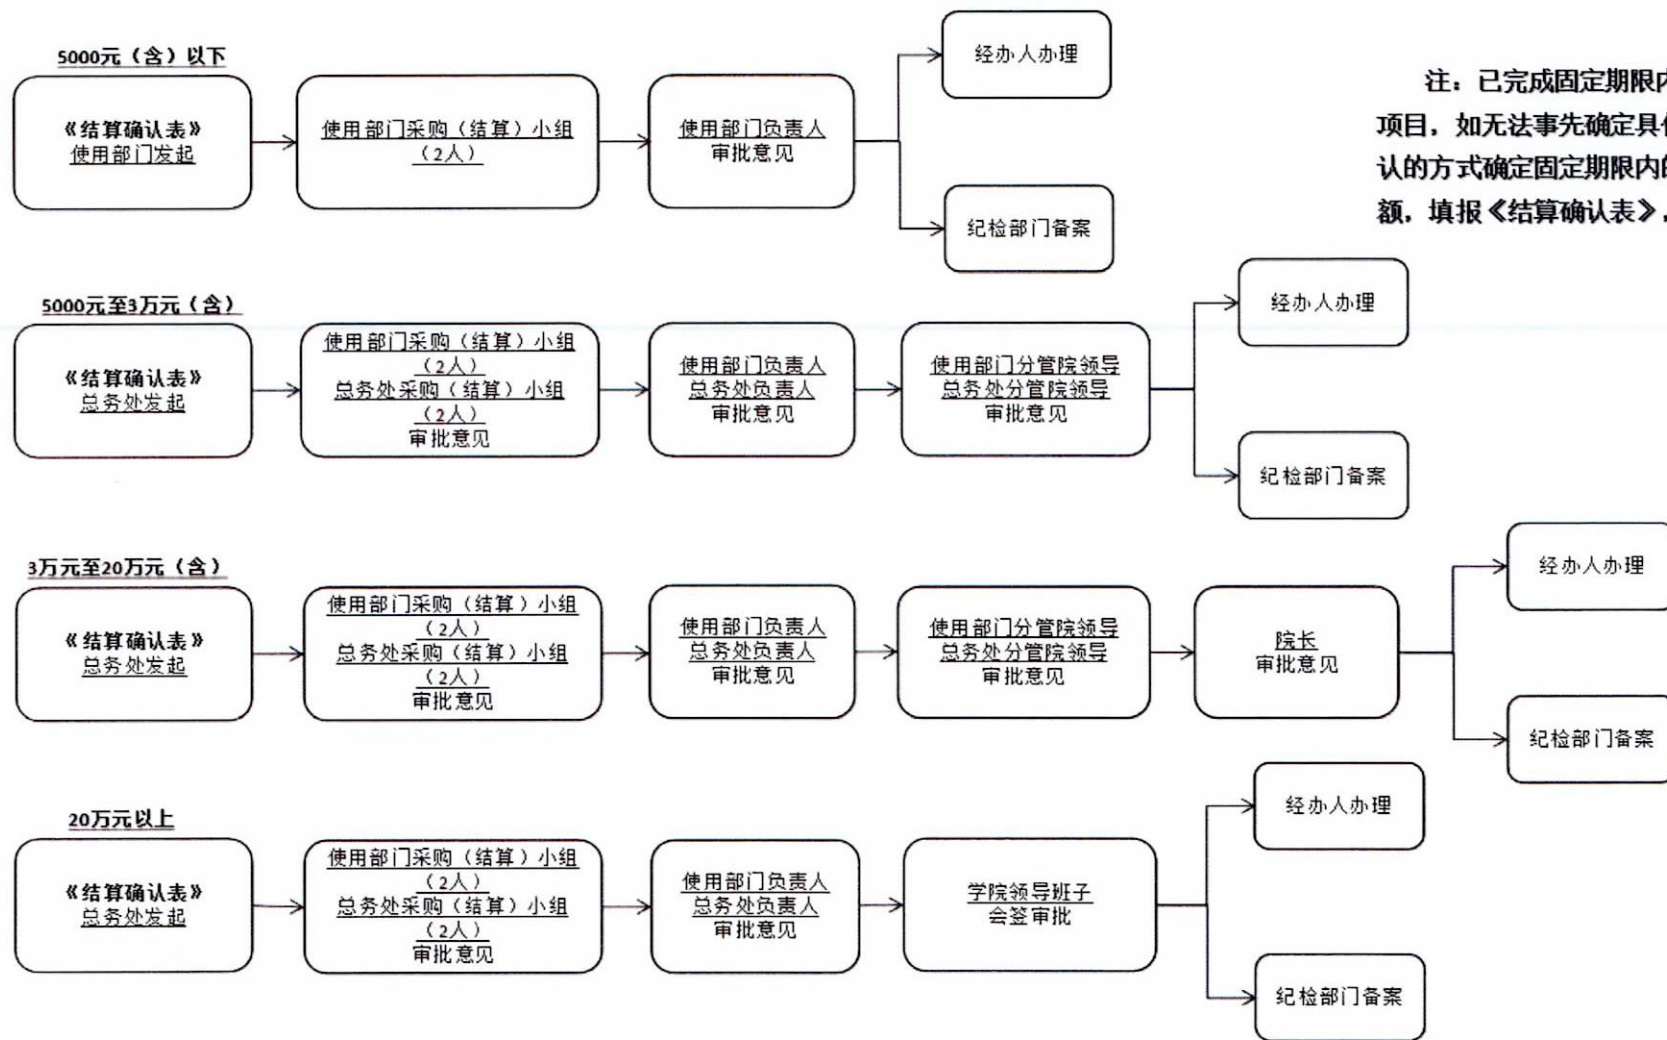 5000元（含）以下
《结算确认表》
使用部门发起
使用部门采购（结算）小组
（2人）
使用部门负责人
审批意见
经办人办理
纪检部门备案
注：已完成固定期限内
项目，如无法事先确定具
认的方式确定固定期限内的
额，填报《结算确认表》，
5000元至3万元（含）
《结算确认表》
总务处发起
使用部门采购（结算）小组
（2人）
总务处采购（结算）小组
（2人）
审批意见
使用部门负责人
总务处负责人
审批意见
使用部门分管院领导
总务处分管院领导
审批意见
经办人办理
纪检部门备案
3万元至20万元（含）
《结算确认表》
总务处发起
使用部门采购（结算）小组
（2人）
总务处采购（结算）小组
（2人）
审批意见
使用部门负责人
总务处负责人
审批意见
使用部门分管院领导
总务处分管院领导
审批意见
院长
审批意见
经办人办理
纪检部门备案
20万元以上
《结算确认表》
总务处发起
使用部门采购（结算）小组
（2人）
总务处采购（结算）小组
（2人）
审批意见
使用部门负责人
总务处负责人
审批意见
学院领导班子
会签审批
经办人办理
纪检部门备案